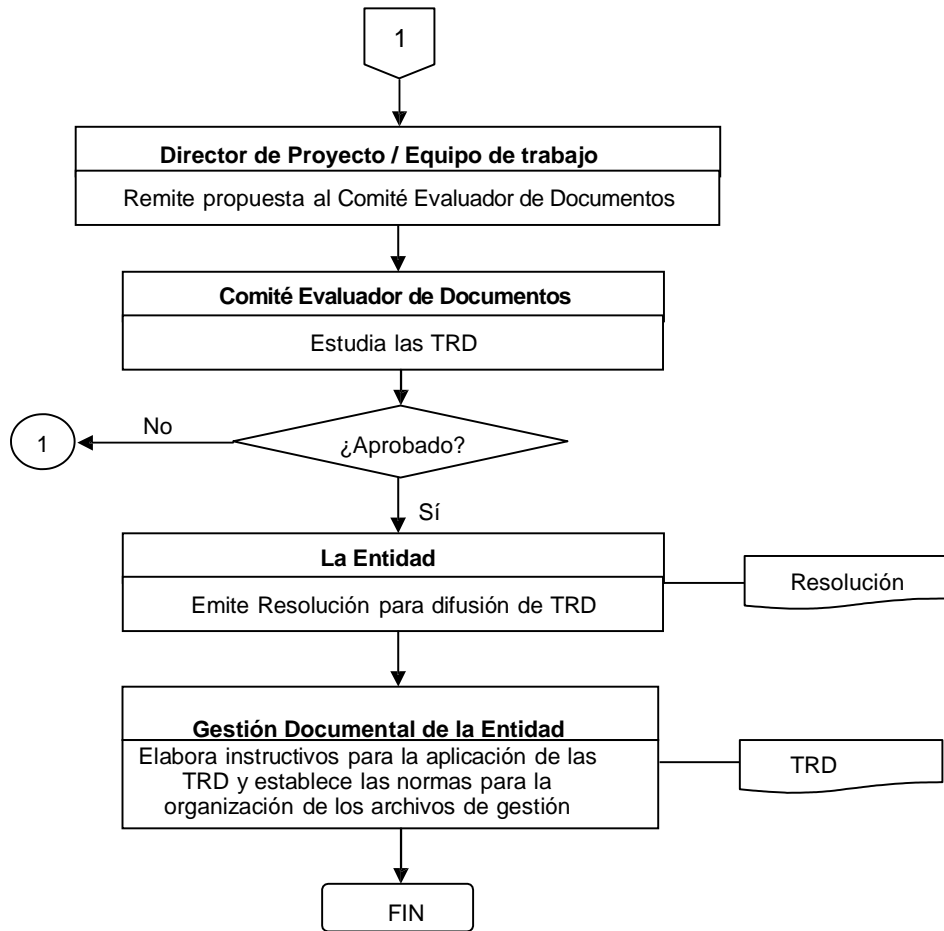 1
Director de Proyecto / Equipo de trabajo
Remite propuesta al Comité Evaluador de Documentos
Comité Evaluador de Documentos
Estudia las TRD
No
1
¿Aprobado?
Sí
La Entidad
Emite Resolución para difusión de TRD
Resolución
Gestión Documental de la Entidad
Elabora instructivos para la aplicación de las
TRD y establece las normas para la
organización de los archivos de gestión
TRD
FIN